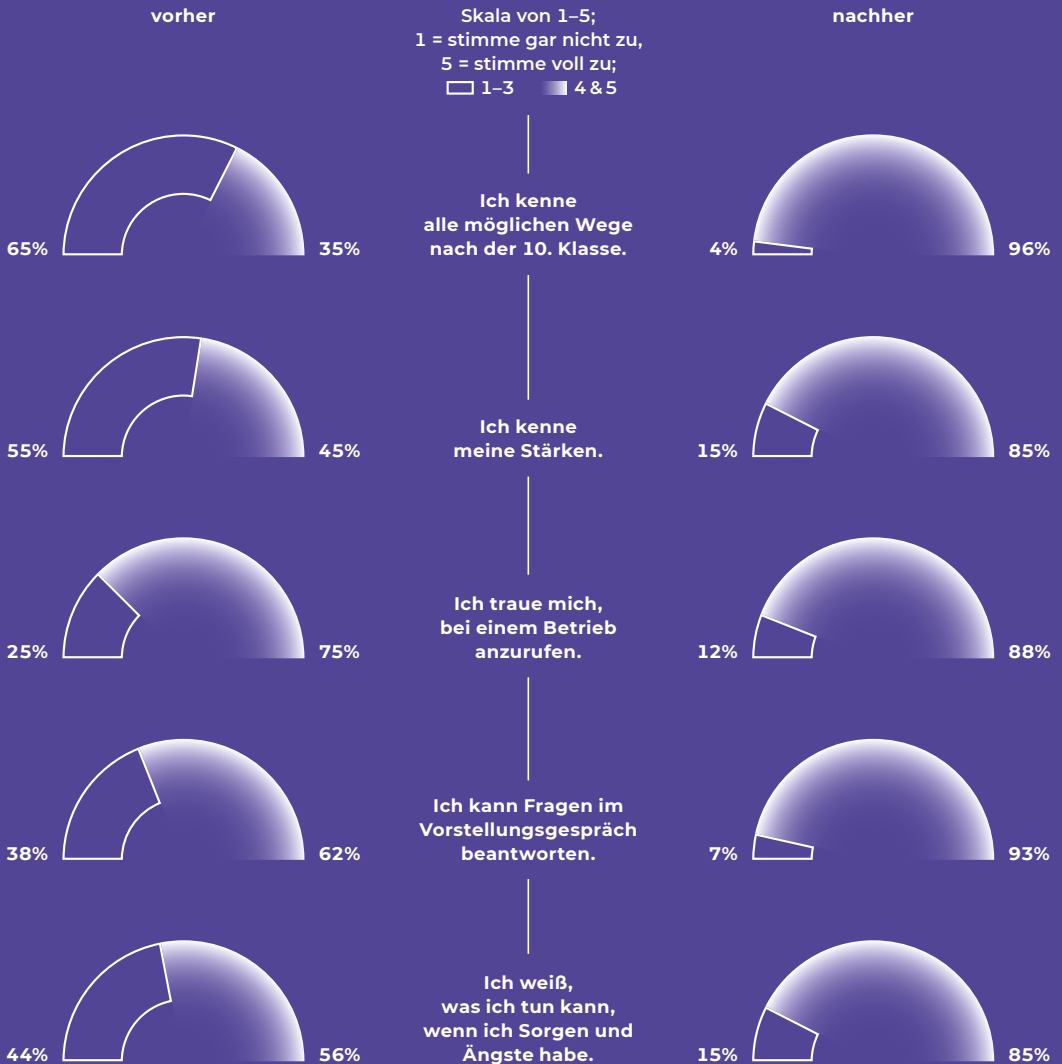 vorher
Skala von 1–5;
1 = stimme gar nicht zu,
5 = stimme voll zu;
1–3 4 & 5
nachher
Ich kenne
alle möglichen Wege
nach der 10. Klasse.
65% 35%
4% 96%
Ich kenne
meine Stärken.
55% 45%
15% 85%
Ich traue mich,
bei einem Betrieb
anzurufen.
25% 75%
12% 88%
Ich kann Fragen im
Vorstellungsgespräch
beantworten.
38% 62%
7% 93%
Ich weiß,
was ich tun kann,
wenn ich Sorgen und
Ängste habe.
44% 56%
15% 85%